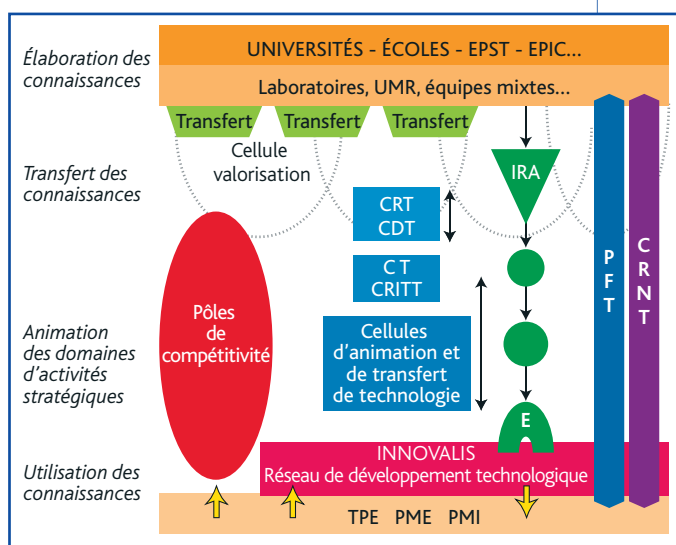 Élaboration des
connaissances
UNIVERSITÉS - ÉCOLES - EPST - EPIC...
Laboratoires, UMR, équipes mixtes...
Transfert
Transfert
Transfert
Cellule
valorisation
Transfert des
connaissances
IRA
CRT
CDT
C T
CRITT
PFT
CRNT
Pôles
de
compétitivité
Animation
des domaines
d'activités
stratégiques
Cellules
d'animation et
de transfert
de technologie
E
Utilisation des
connaissances
INNOVALIS
Réseau de développement technologique
TPE PME PMI